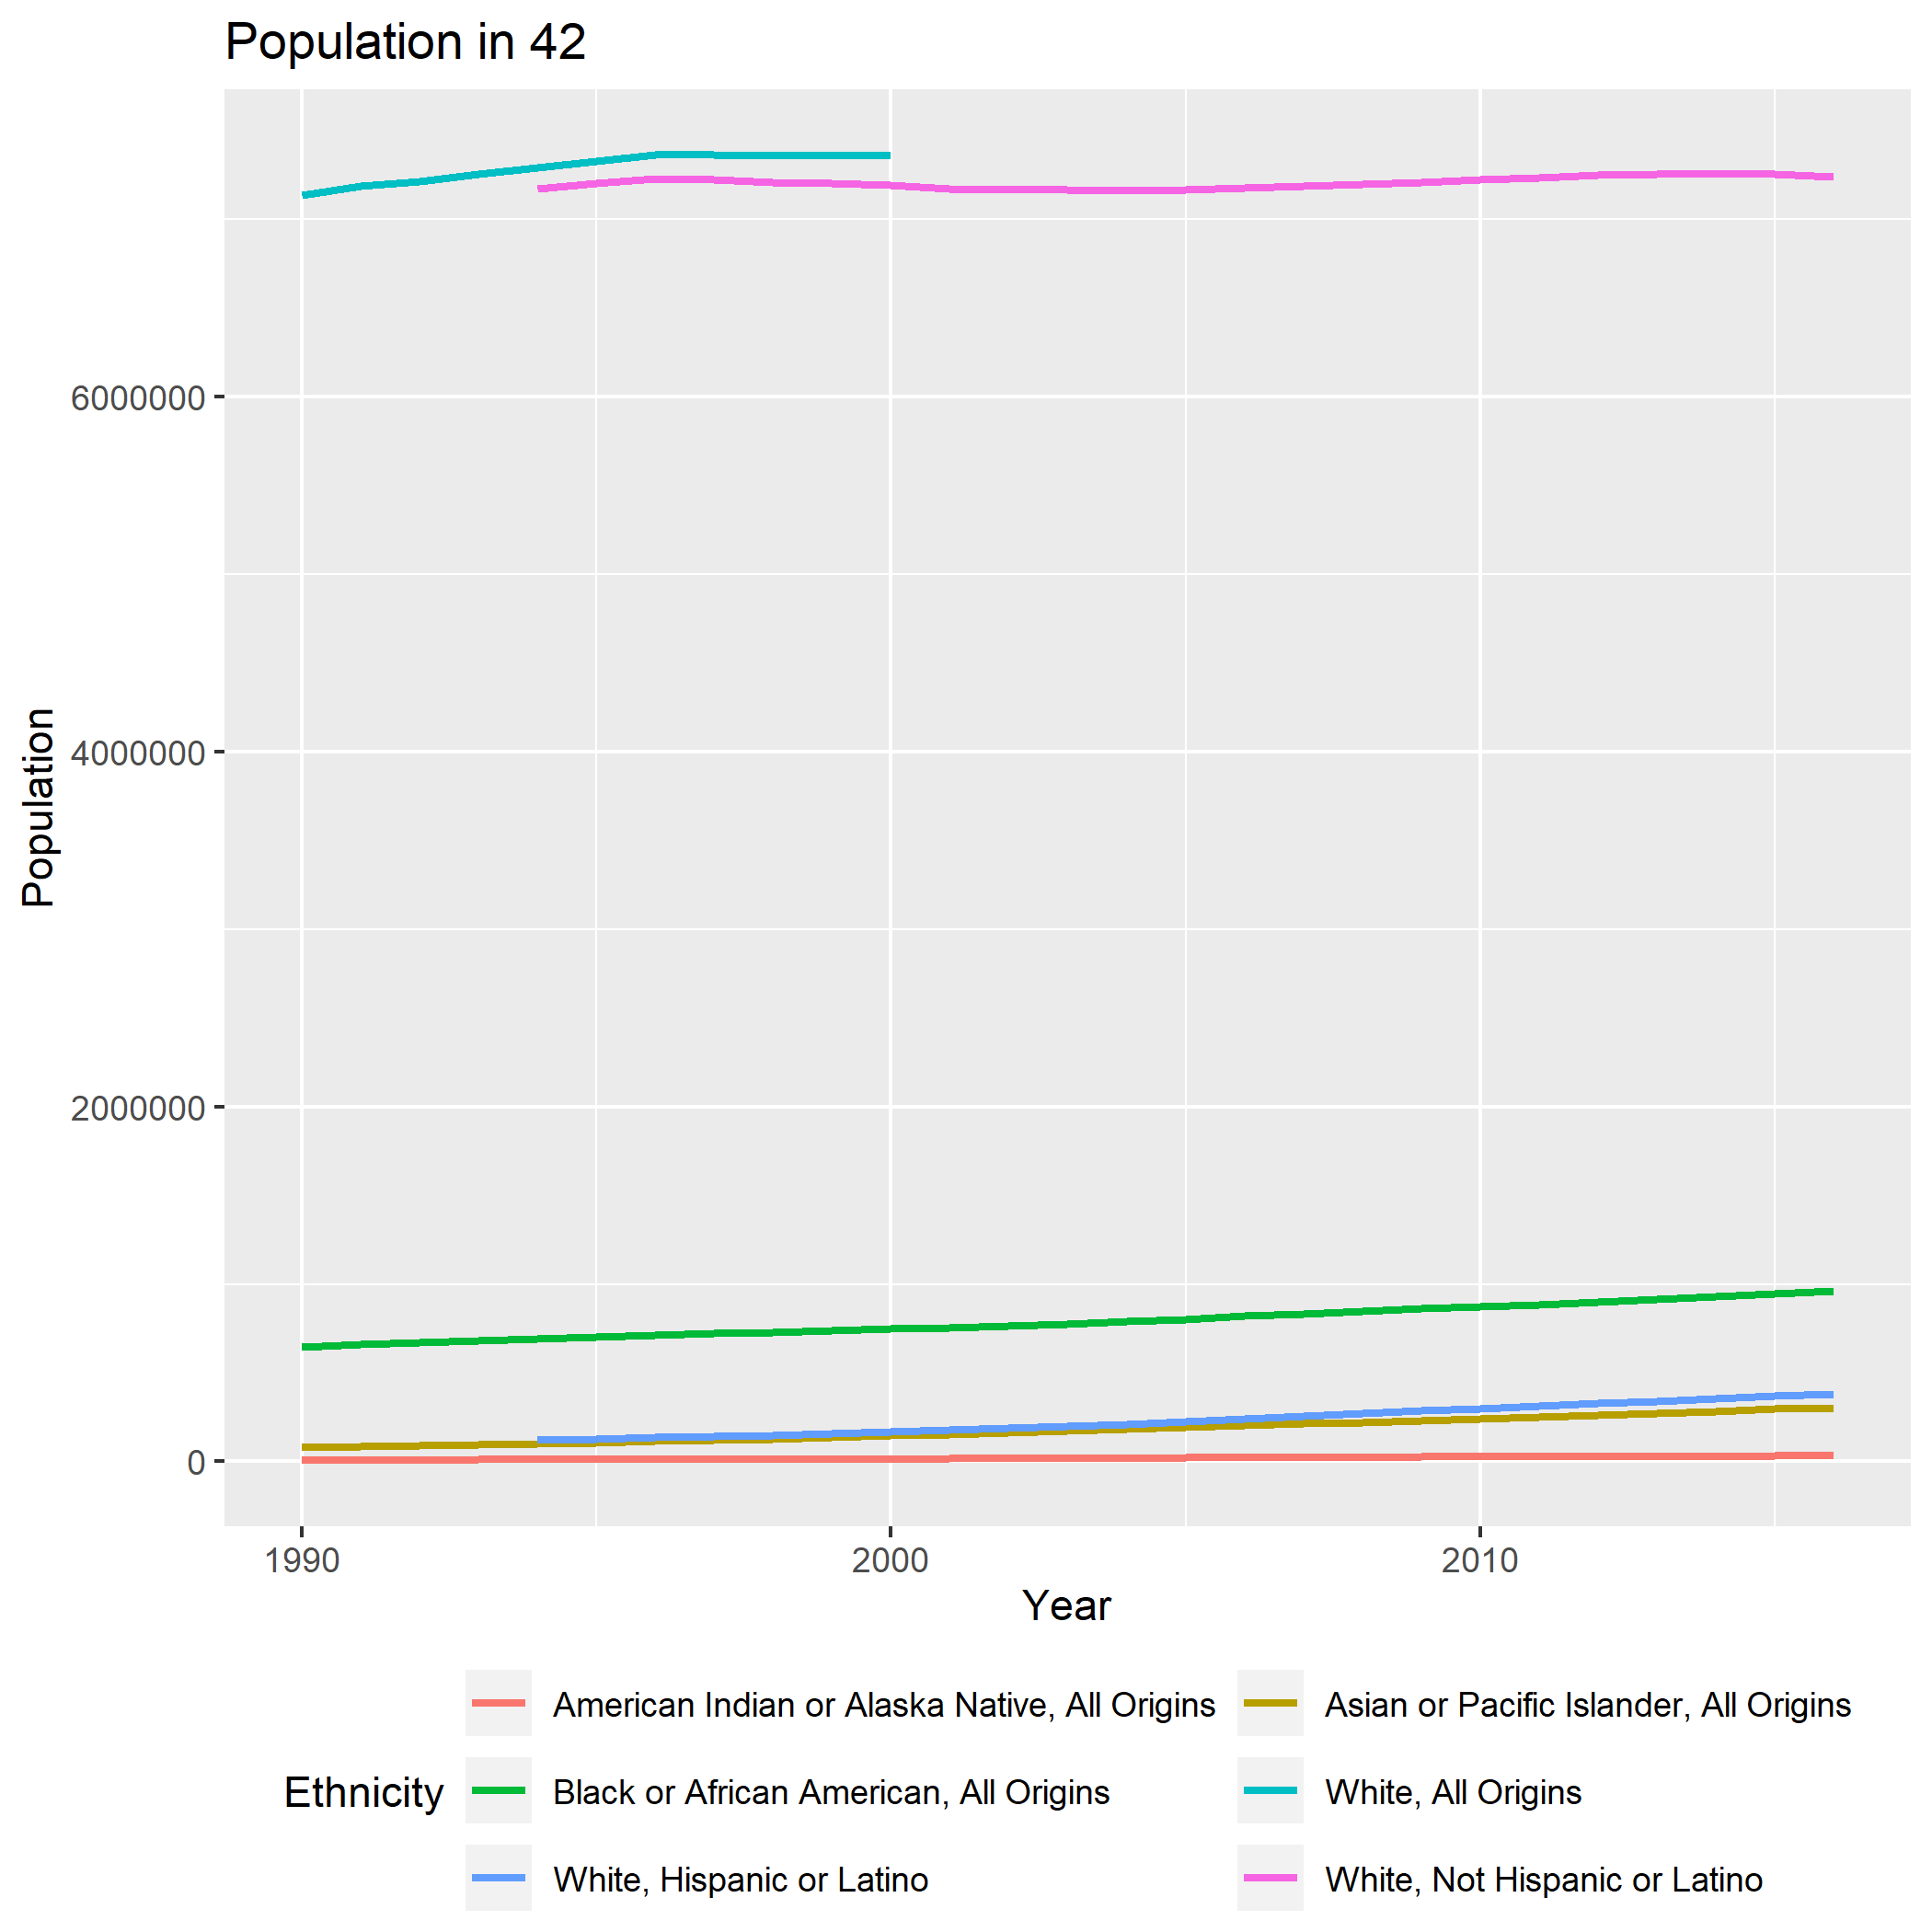 Population in 42
Population
6000000
4000000
2000000
0
1990 2000 2010
Year
Ethnicity
American Indian or Alaska Native, All Origins
Asian or Pacific Islander, All Origins
Black or African American, All Origins
White, All Origins
White, Hispanic or Latino
White, Not Hispanic or Latino